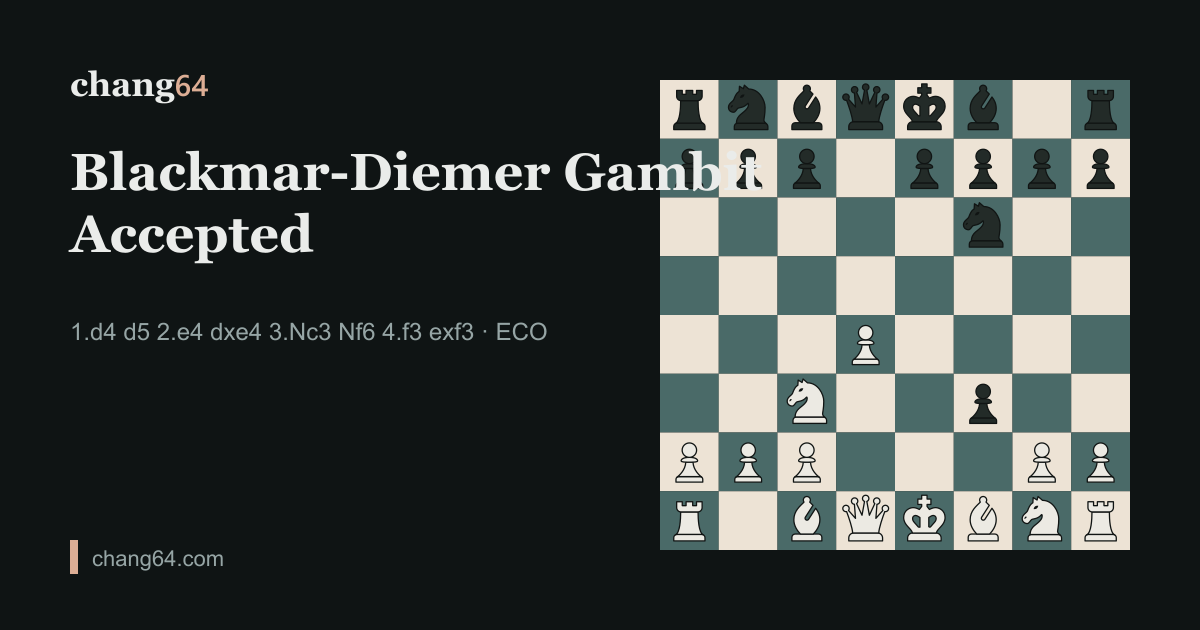 chang64
Blackmar-Diemer Gambit
Accepted
1.d4 d5 2.e4 dxe4 3.Nc3 Nf6 4.f3 exf3 · ECO
chang64.com